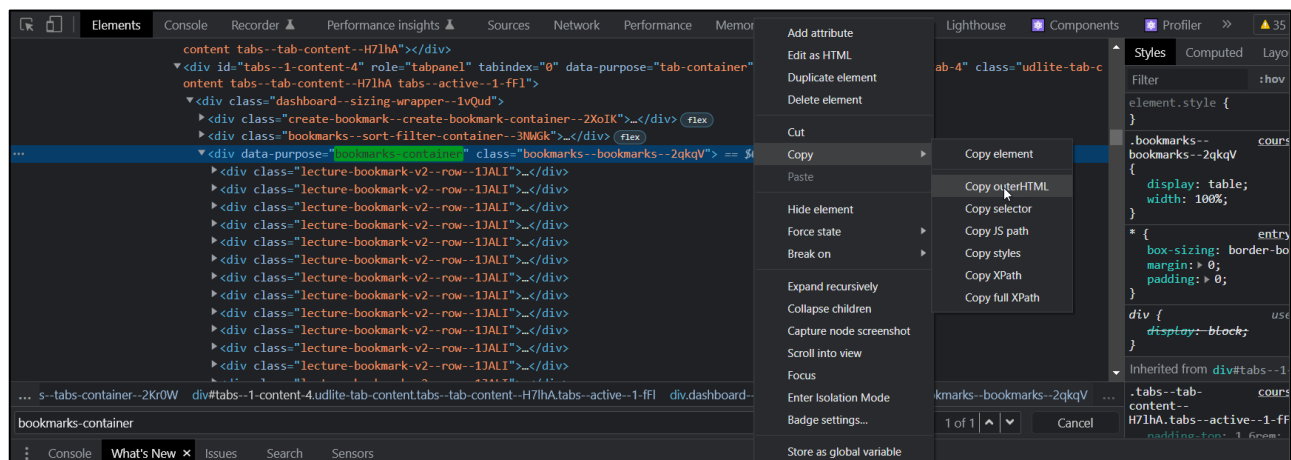 Elements Console Recorder Performance insights Sources Network Performance Memor Lighthouse Components Profiler » 35
content tabs--tab-content--H7lhA"></div>
▼<div id="tabs--1-content-4" role="tabpanel" tabindex="0" data-purpose="tab-container" ab-4" class="udlite-tab-c
ontent tabs--tab-content--H7lhA tabs--active--1-fFl">
▼<div class="dashboard--sizing-wrapper--1vQud">
▶<div class="create-bookmark--create-bookmark-container--2XoIK">…</div> flex
▶<div class="bookmarks--sort-filter-container--3NWGk">…</div> flex
… ▼<div data-purpose="bookmarks-container" class="bookmarks--bookmarks--2qkqV"> == $
▶<div class="lecture-bookmark-v2--row--1JALI">…</div>
▶<div class="lecture-bookmark-v2--row--1JALI">…</div>
▶<div class="lecture-bookmark-v2--row--1JALI">…</div>
▶<div class="lecture-bookmark-v2--row--1JALI">…</div>
▶<div class="lecture-bookmark-v2--row--1JALI">…</div>
▶<div class="lecture-bookmark-v2--row--1JALI">…</div>
▶<div class="lecture-bookmark-v2--row--1JALI">…</div>
▶<div class="lecture-bookmark-v2--row--1JALI">…</div>
▶<div class="lecture-bookmark-v2--row--1JALI">…</div>
▶<div class="lecture-bookmark-v2--row--1JALI">…</div>
▶<div class="lecture-bookmark-v2--row--1JALI">…</div>
Add attribute
Edit as HTML
Duplicate element
Delete element
Cut
Copy
Paste
Hide element
Force state
Break on
Expand recursively
Collapse children
Capture node screenshot
Scroll into view
Focus
Enter Isolation Mode
Badge settings...
Store as global variable
Copy element
Copy outerHTML
Copy selector
Copy JS path
Copy styles
Copy XPath
Copy full XPath
Styles Computed Layo
Filter :hov
element.style {
}
.bookmarks-- cours
bookmarks--2qkqV
{
display: table;
width: 100%;
}
* { entry
box-sizing: border-bo
margin:▶ 0;
padding:▶ 0;
}
div { use
display: block;
}
Inherited from div#tabs--1-
.tabs--tab- cours
content--
H7lhA.tabs--active--1-fF
padding-top: 1.6rem;
... s--tabs-container--2Kr0W div#tabs--1-content-4.udlite-tab-content.tabs--tab-content--H7lhA.tabs--active--1-fFl div.dashboard-- kmarks--bookmarks--2qkqV ...
bookmarks-container 1 of 1 Cancel
Console What's New × Issues Search Sensors